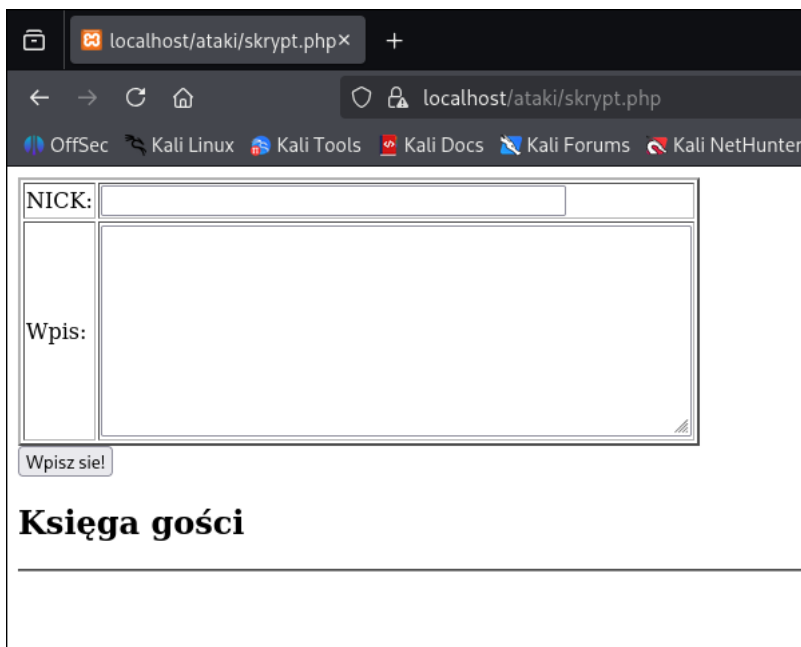 localhost/ataki/skrypt.php
localhost/ataki/skrypt.php
OffSec Kali Linux Kali Tools Kali Docs Kali Forums Kali NetHunter
NICK:
Wpis:
Wpisz sie!
Księga gości